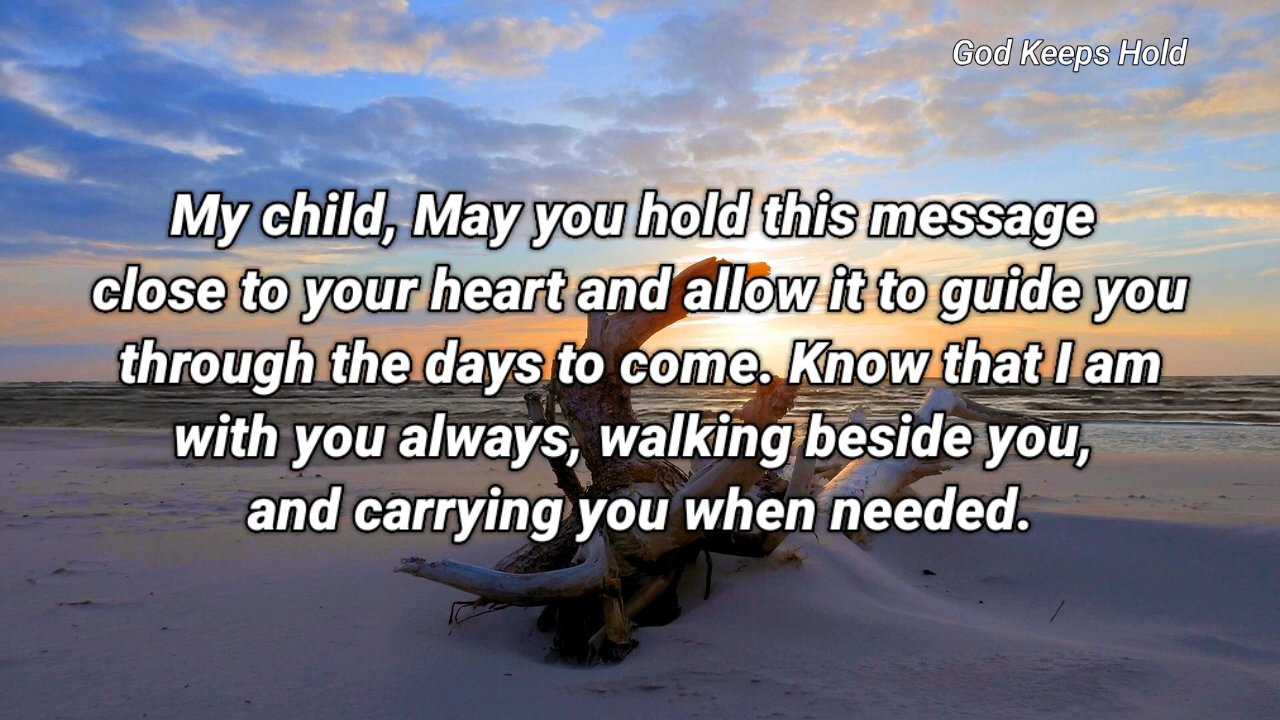 God Keeps Hold
My child, May you hold this message
close to your heart and allow it to guide you
through the days to come. Know that I am
with you always, walking beside you,
and carrying you when needed.